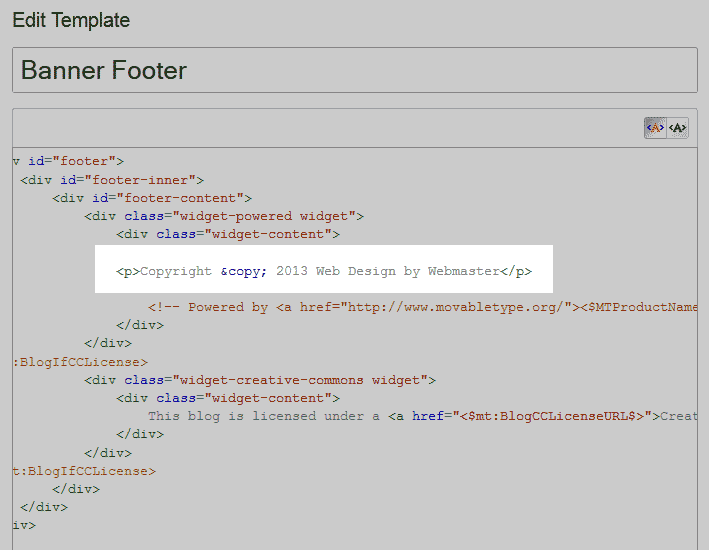 Edit Template
Banner Footer
<A> <A>
v id="footer">
<div id="footer-inner">
<div id="footer-content">
<div class="widget-powered widget">
<div class="widget-content">
<p>Copyright &copy; 2013 Web Design by Webmaster</p>
<!-- Powered by <a href="http://www.movabletype.org/"><$MTProductName
</div>
</div>
:BlogIfCCLicense>
<div class="widget-creative-commons widget">
<div class="widget-content">
This blog is licensed under a <a href="<$mt:BlogCCLicenseURL$>">Creat
</div>
</div>
t:BlogIfCCLicense>
</div>
</div>
iv>